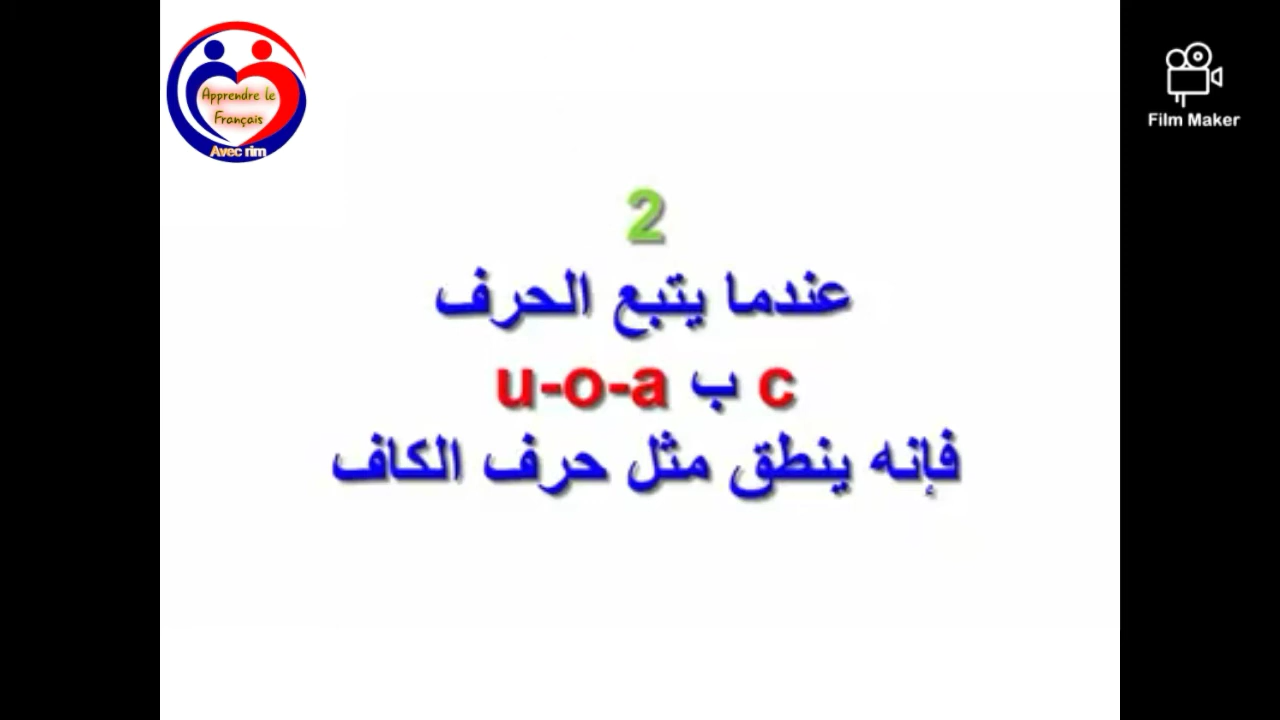 Apprendre le
Français
Avec rim
Film Maker
2
عندما يتبع الحرف
c ب u-o-a
فإنه ينطق مثل حرف الكاف